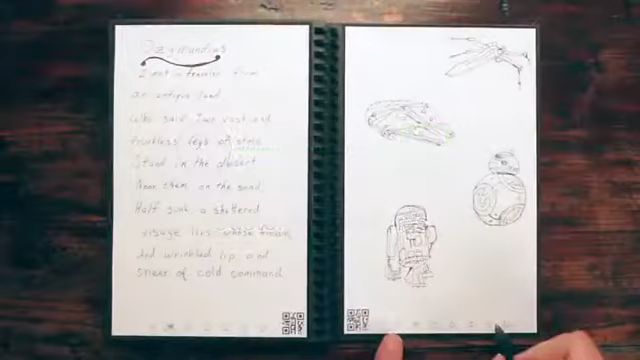 Ozymandias
I met a traveler from
an antique land
Who said Two vast and
trunkless legs of stone
Stand in the desert
Near them on the sand
Half sunk a shattered
visage lies whose frown
And wrinkled lip and
sneer of cold command